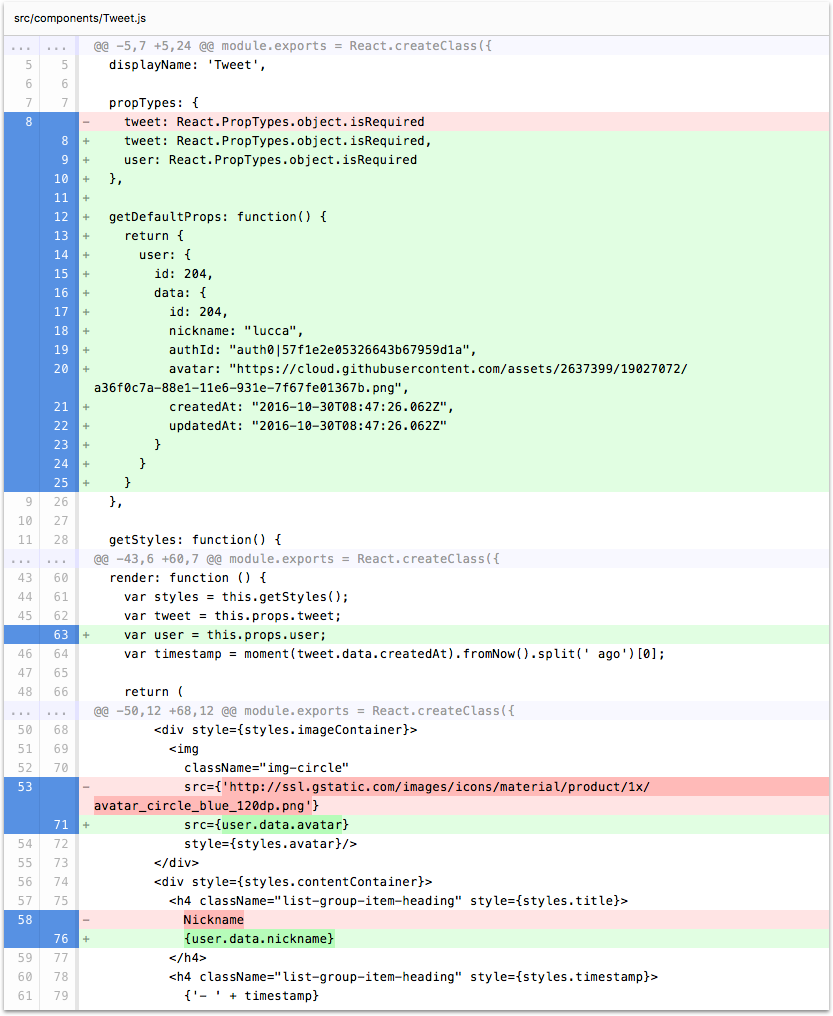 src/components/Tweet.js
... ... @@ -5,7 +5,24 @@ module.exports = React.createClass({
5 5 displayName: 'Tweet',
6 6
7 7 propTypes: {
8 - tweet: React.PropTypes.object.isRequired
8 + tweet: React.PropTypes.object.isRequired,
9 + user: React.PropTypes.object.isRequired
10 + },
11 +
12 + getDefaultProps: function() {
13 + return {
14 + user: {
15 + id: 204,
16 + data: {
17 + id: 204,
18 + nickname: "lucca",
19 + authId: "auth0|57f1e2e05326643b67959d1a",
20 + avatar: "https://cloud.githubusercontent.com/assets/2637399/19027072/
a36f0c7a-88e1-11e6-931e-7f67fe01367b.png",
21 + createdAt: "2016-10-30T08:47:26.062Z",
22 + updatedAt: "2016-10-30T08:47:26.062Z"
23 + }
24 + }
25 + }
9 26 },
10 27
11 28 getStyles: function() {
... ... @@ -43,6 +60,7 @@ module.exports = React.createClass({
43 60 render: function () {
44 61 var styles = this.getStyles();
45 62 var tweet = this.props.tweet;
63 + var user = this.props.user;
46 64 var timestamp = moment(tweet.data.createdAt).fromNow().split(' ago')[0];
47 65
48 66 return (
... ... @@ -50,12 +68,12 @@ module.exports = React.createClass({
50 68 <div style={styles.imageContainer}>
51 69 <img
52 70 className="img-circle"
53 - src={'http://ssl.gstatic.com/images/icons/material/product/1x/
avatar_circle_blue_120dp.png'}
71 + src={user.data.avatar}
54 72 style={styles.avatar}/>
55 73 </div>
56 74 <div style={styles.contentContainer}>
57 75 <h4 className="list-group-item-heading" style={styles.title}>
58 - Nickname
76 + {user.data.nickname}
59 77 </h4>
60 78 <h4 className="list-group-item-heading" style={styles.timestamp}>
61 79 {'- ' + timestamp}